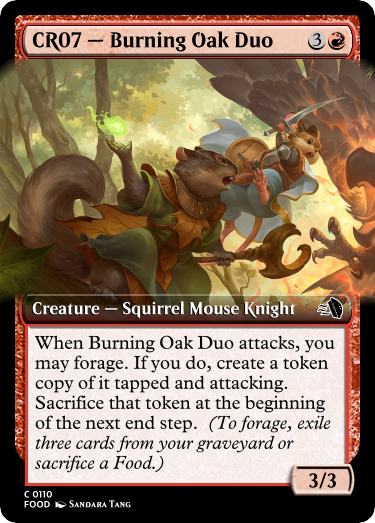 CR07 — Burning Oak Duo 3
Creature — Squirrel Mouse Knight
When Burning Oak Duo attacks, you
may forage. If you do, create a token
copy of it tapped and attacking.
Sacrifice that token at the beginning
of the next end step. (To forage, exile
three cards from your graveyard or
sacrifice a Food.)
3/3
C 0110
FOOD Sandara Tang